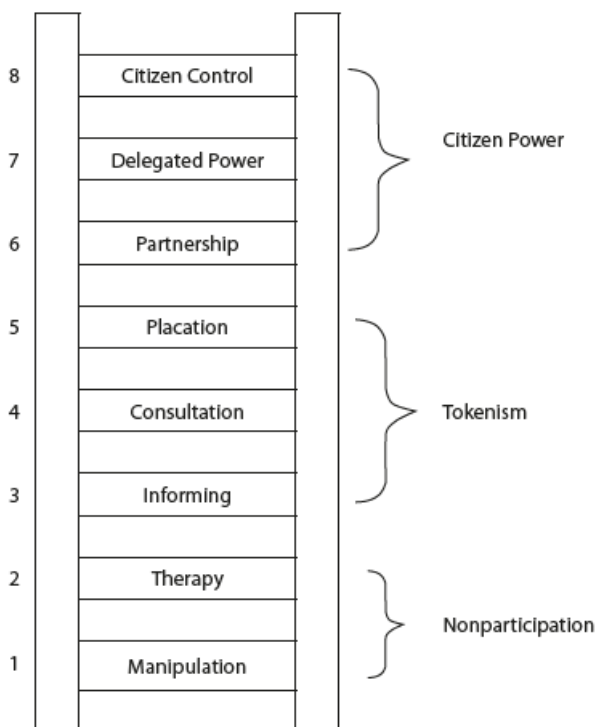 8 Citizen Control
Citizen Power
7 Delegated Power
6 Partnership
5 Placation
4 Consultation Tokenism
3 Informing
2 Therapy
Nonparticipation
1 Manipulation